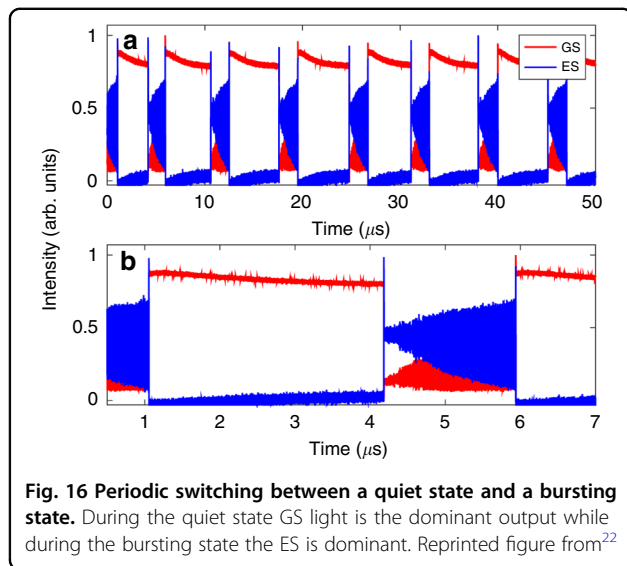 a
GS
ES
1
0.5
0
1
0 10 20 30 40 50
Time (μs)
Intensity (arb. units)
b
1
0.5
0
1 2 3 4 5 6 7
Time (μs)
Fig. 16 Periodic switching between a quiet state and a bursting
state. During the quiet state GS light is the dominant output while
during the bursting state the ES is dominant. Reprinted figure from22